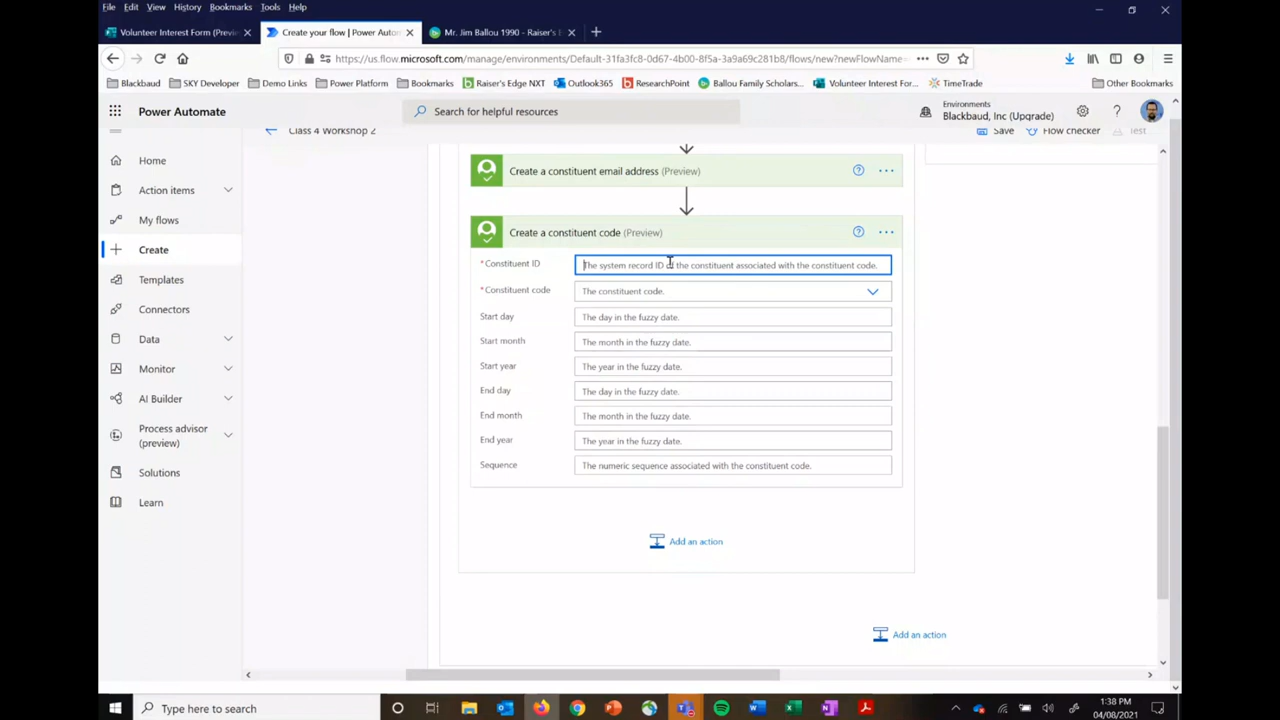 File Edit View History Bookmarks Tools Help
Volunteer Interest Form (Preview
Create your flow | Power Autom
Mr. Jim Ballou 1990 - Raiser's E
https://us.flow.microsoft.com/manage/environments/Default-31fa3fc8-0d67-4b00-8f5a-3a9a69c281b8/flows/new?newFlowName=
Blackbaud SKY Developer Demo Links Power Platform Bookmarks Raiser's Edge NXT Outlook365 ResearchPoint Ballou Family Scholars... Volunteer Interest For... TimeTrade Other Bookmarks
Power Automate
Search for helpful resources
Environments
Blackbaud, Inc (Upgrade)
Class 4 Workshop 2
Save Flow checker Test
Home
Action items
My flows
Create
Templates
Connectors
Data
Monitor
AI Builder
Process advisor
(preview)
Solutions
Learn
Create a constituent email address (Preview)
Create a constituent code (Preview)
*Constituent ID The system record ID of the constituent associated with the constituent code.
*Constituent code The constituent code.
Start day The day in the fuzzy date.
Start month The month in the fuzzy date.
Start year The year in the fuzzy date.
End day The day in the fuzzy date.
End month The month in the fuzzy date.
End year The year in the fuzzy date.
Sequence The numeric sequence associated with the constituent code.
Add an action
Add an action
Type here to search
1:38 PM
04/08/2021